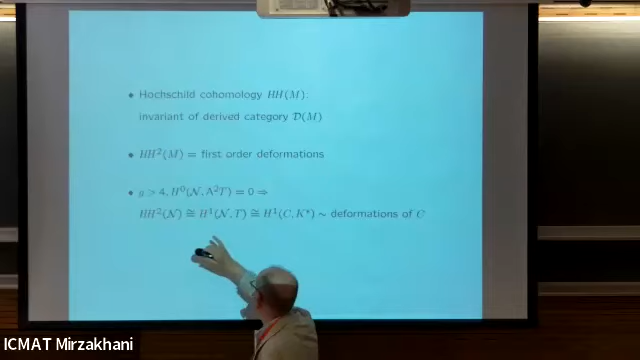 • Hochschild cohomology HH(M):
invariant of derived category 𝒟(M)
• HH²(M) = first order deformations
• g > 4, H⁰(𝒩, Λ²T) = 0 ⇒
HH²(𝒩) ≅ H¹(𝒩, T) ≅ H¹(C, K*) ~ deformations of C
ICMAT Mirzakhani